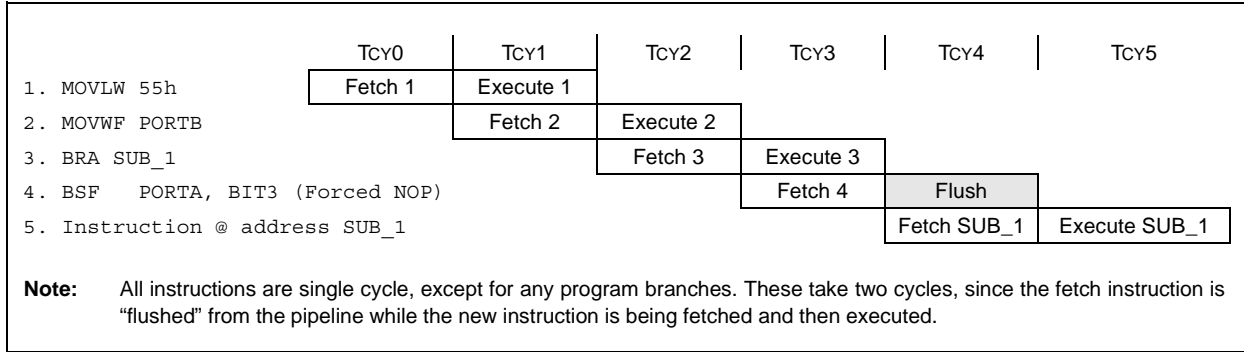 TCY0 TCY1 TCY2 TCY3 TCY4 TCY5
1. MOVLW 55h Fetch 1 Execute 1
2. MOVWF PORTB Fetch 2 Execute 2
3. BRA SUB_1 Fetch 3 Execute 3
4. BSF PORTA, BIT3 (Forced NOP) Fetch 4 Flush
5. Instruction @ address SUB_1 Fetch SUB_1 Execute SUB_1
Note: All instructions are single cycle, except for any program branches. These take two cycles, since the fetch instruction is
“flushed” from the pipeline while the new instruction is being fetched and then executed.